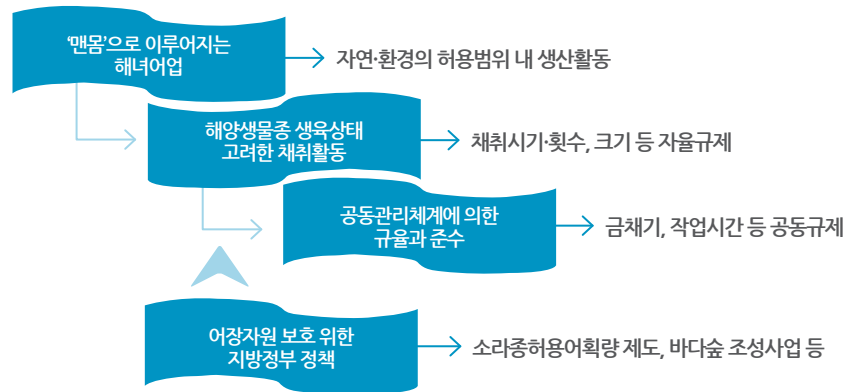 '맨몸'으로 이루어지는
해녀어업
자연·환경의 허용범위 내 생산활동
해양생물종 생육상태
고려한 채취활동
채취시기·횟수, 크기 등 자율규제
공동관리체계에 의한
규율과 준수
금채기, 작업시간 등 공동규제
어장자원 보호 위한
지방정부 정책
소라종허용어획량 제도, 바다숲 조성사업 등